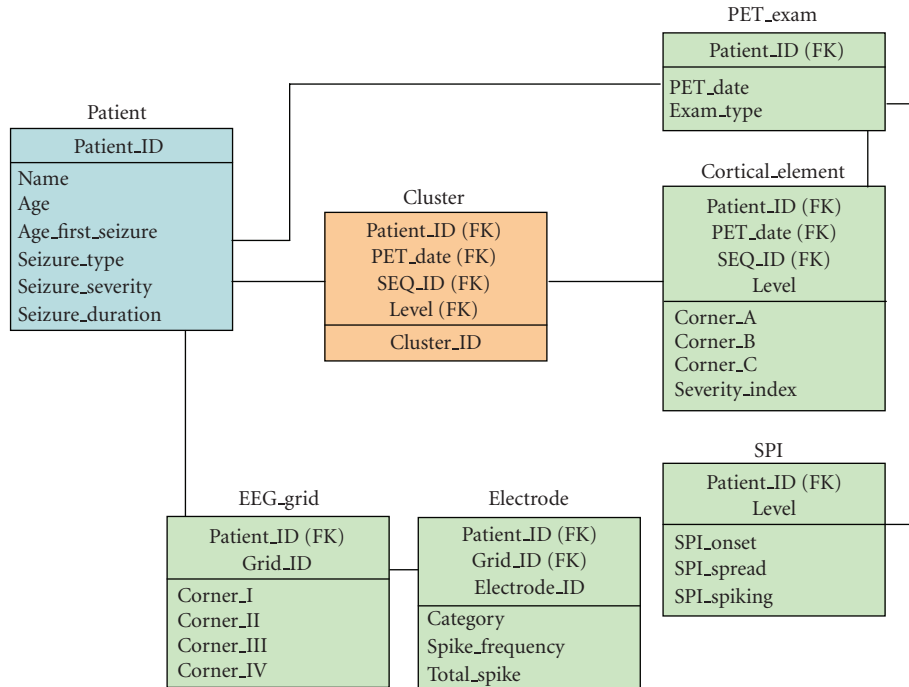 PET_exam
Patient_ID (FK)
PET_date
Exam_type
Patient
Patient_ID
Name
Age
Age_first_seizure
Seizure_type
Seizure_severity
Seizure_duration
Cluster
Patient_ID (FK)
PET_date (FK)
SEQ_ID (FK)
Level (FK)
Cluster_ID
Cortical_element
Patient_ID (FK)
PET_date (FK)
SEQ_ID (FK)
Level
Corner_A
Corner_B
Corner_C
Severity_index
EEG_grid
Patient_ID (FK)
Grid_ID
Corner_I
Corner_II
Corner_III
Corner_IV
Electrode
Patient_ID (FK)
Grid_ID (FK)
Electrode_ID
Category
Spike_frequency
Total_spike
SPI
Patient_ID (FK)
Level
SPI_onset
SPI_spread
SPI_spiking